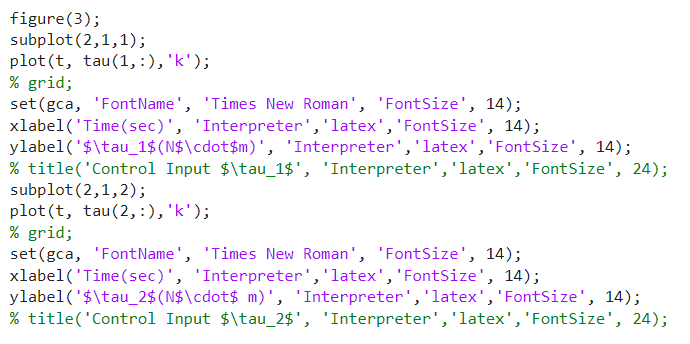 figure(3);
subplot(2,1,1);
plot(t, tau(1,:),'k');
% grid;
set(gca, 'FontName', 'Times New Roman', 'FontSize', 14);
xlabel('Time(sec)', 'Interpreter','latex','FontSize', 14);
ylabel('$\tau_1$(N$\cdot$m)', 'Interpreter','latex','FontSize', 14);
% title('Control Input $\tau_1$', 'Interpreter','latex','FontSize', 24);
subplot(2,1,2);
plot(t, tau(2,:),'k');
% grid;
set(gca, 'FontName', 'Times New Roman', 'FontSize', 14);
xlabel('Time(sec)', 'Interpreter','latex','FontSize', 14);
ylabel('$\tau_2$(N$\cdot$ m)', 'Interpreter','latex','FontSize', 14);
% title('Control Input $\tau_2$', 'Interpreter','latex','FontSize', 24);